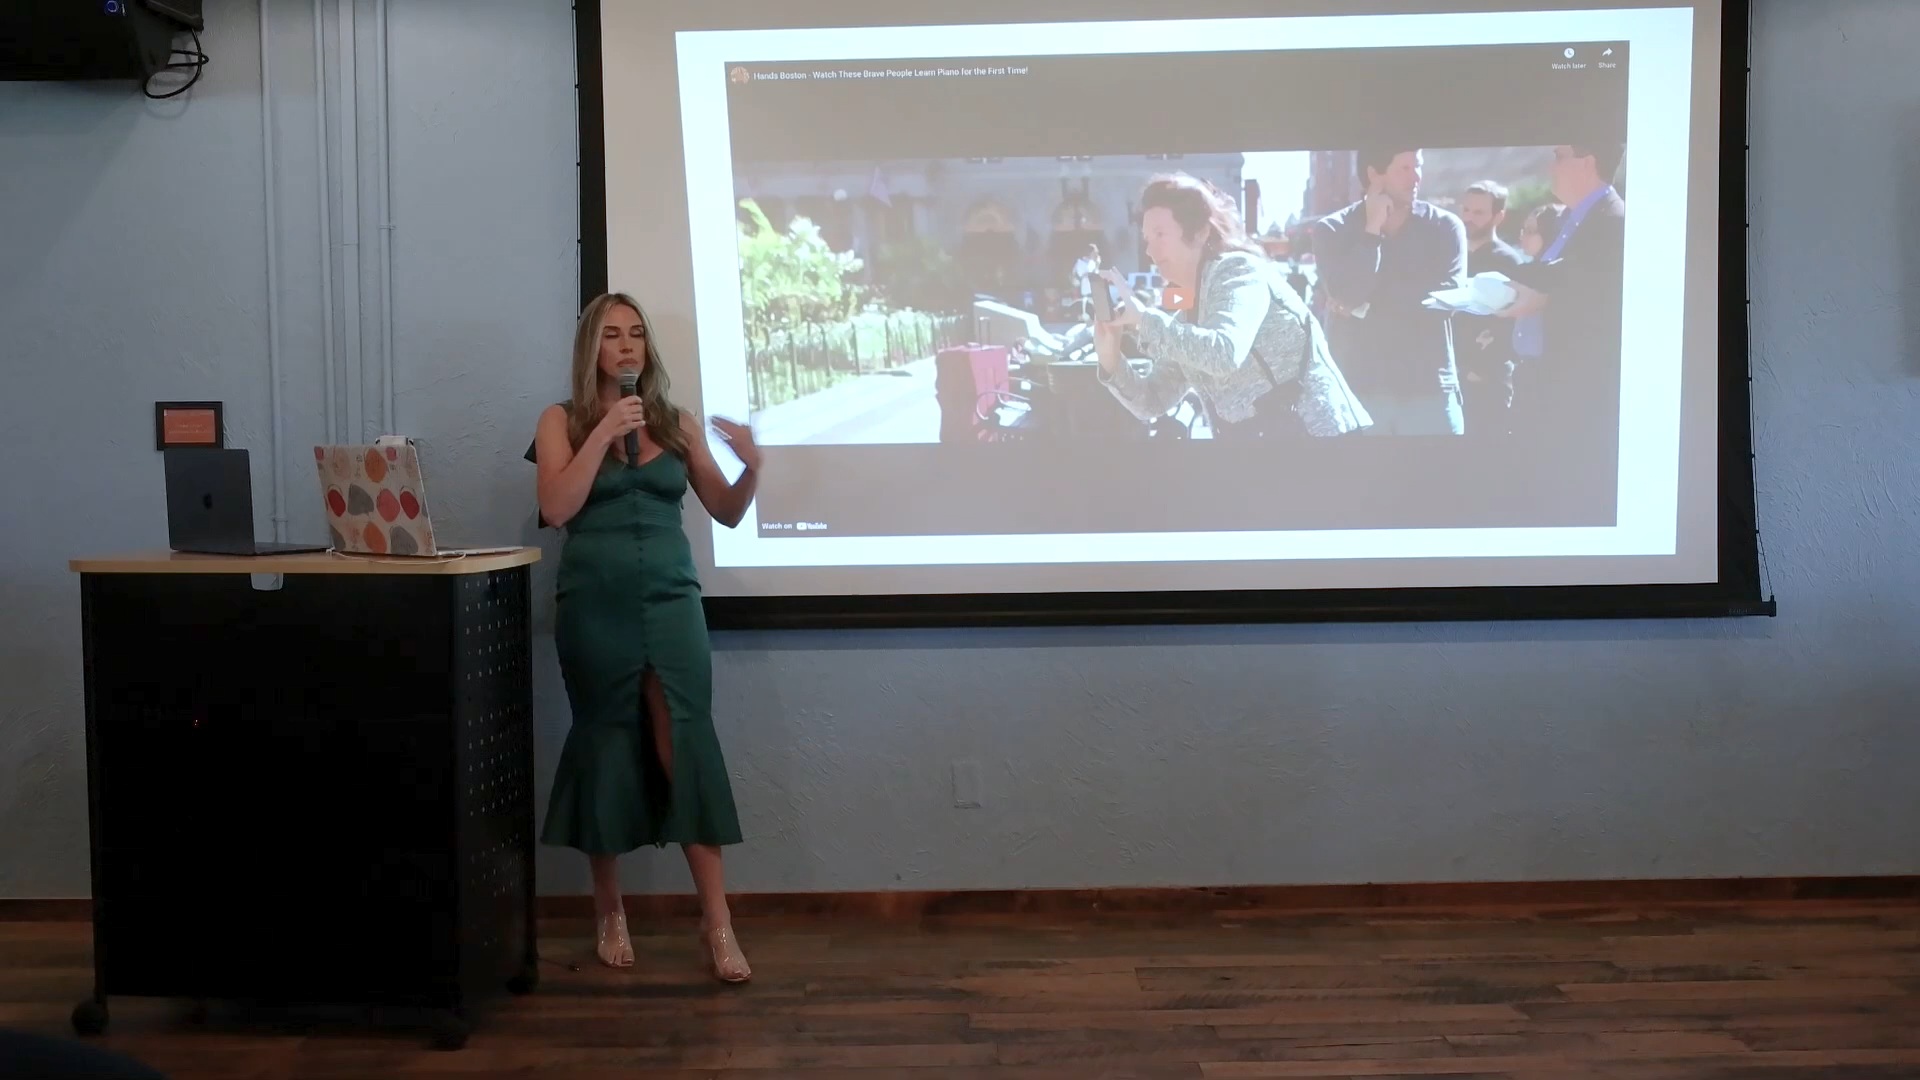 Hands Boston - Watch These Brave People Learn Piano for the First Time!
Watch later
Share
Watch on YouTube